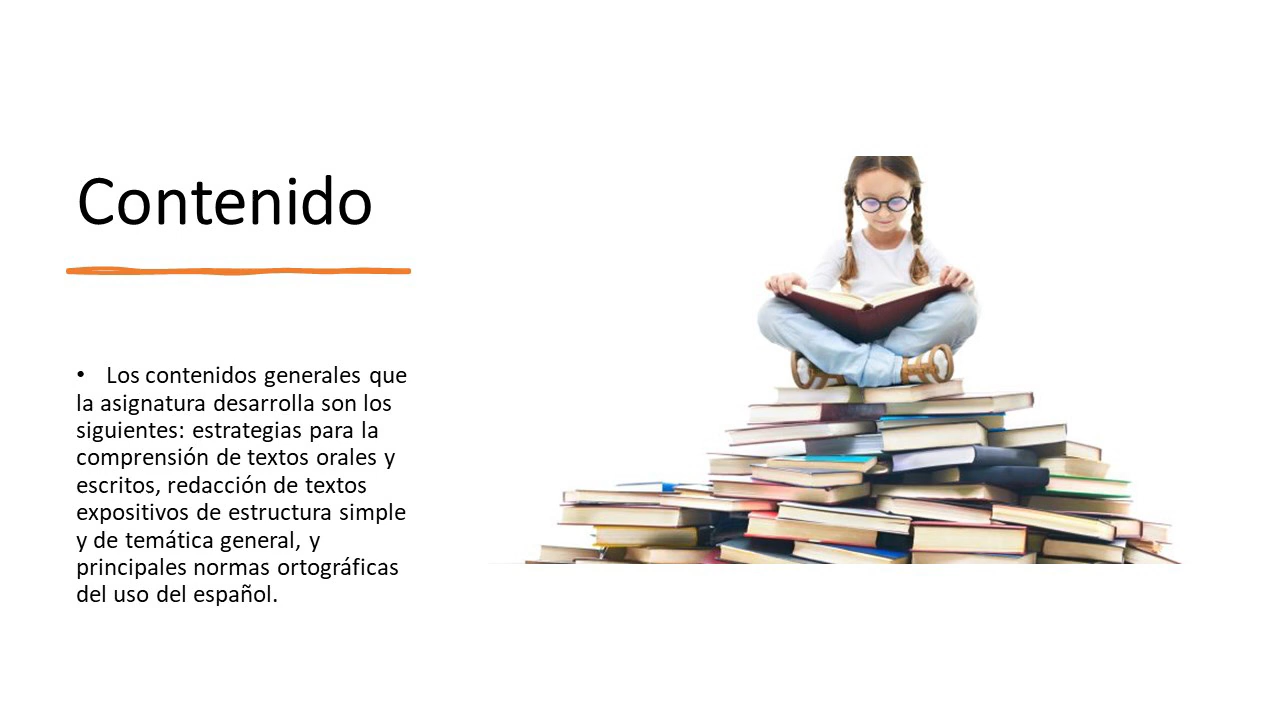 Contenido
• Los contenidos generales que
la asignatura desarrolla son los
siguientes: estrategias para la
comprensión de textos orales y
escritos, redacción de textos
expositivos de estructura simple
y de temática general, y
principales normas ortográficas
del uso del español.